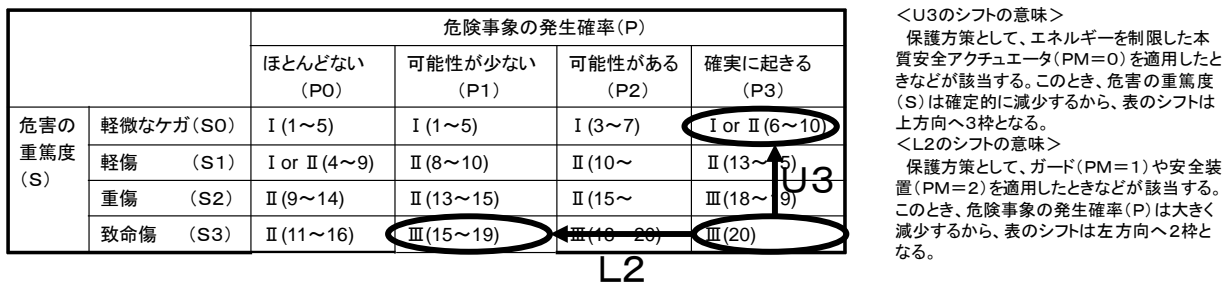 危険事象の発生確率(P)
ほとんどない 可能性が少ない 可能性がある 確実に起きる
(P0) (P1) (P2) (P3)
危害の重篤度(S)
軽微なケガ(S0) Ⅰ(1~5) Ⅰ(1~5) Ⅰ(3~7) Ⅰ or Ⅱ(6~10)
軽傷 (S1) Ⅰ or Ⅱ(4~9) Ⅱ(8~10) Ⅱ(10~ Ⅱ(13~ 5)
重傷 (S2) Ⅱ(9~14) Ⅱ(13~15) Ⅱ(15~ Ⅲ(18~ 9)
致命傷 (S3) Ⅱ(11~16) Ⅲ(15~19) Ⅲ(20)
U3
L2
<U3のシフトの意味>
保護方策として、エネルギーを制限した本
質安全アクチュエータ(PM=0)を適用したと
きなどが該当する。このとき、危害の重篤度
(S)は確定的に減少するから、表のシフトは
上方向へ3枠となる。
<L2のシフトの意味>
保護方策として、ガード(PM=1)や安全装
置(PM=2)を適用したときなどが該当する。
このとき、危険事象の発生確率(P)は大きく
減少するから、表のシフトは左方向へ2枠と
なる。